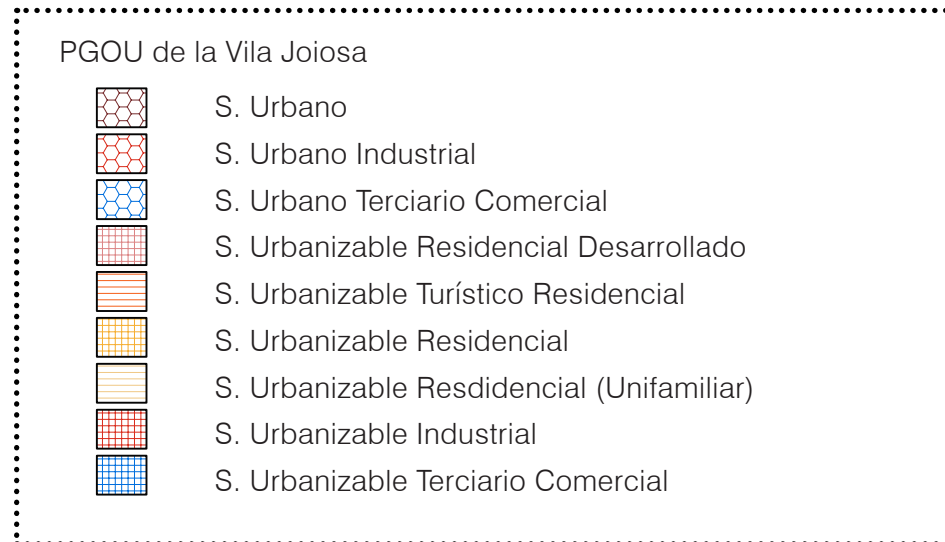 PGOU de la Vila Joiosa
S. Urbano
S. Urbano Industrial
S. Urbano Terciario Comercial
S. Urbanizable Residencial Desarrollado
S. Urbanizable Turístico Residencial
S. Urbanizable Residencial
S. Urbanizable Resdidencial (Unifamiliar)
S. Urbanizable Industrial
S. Urbanizable Terciario Comercial